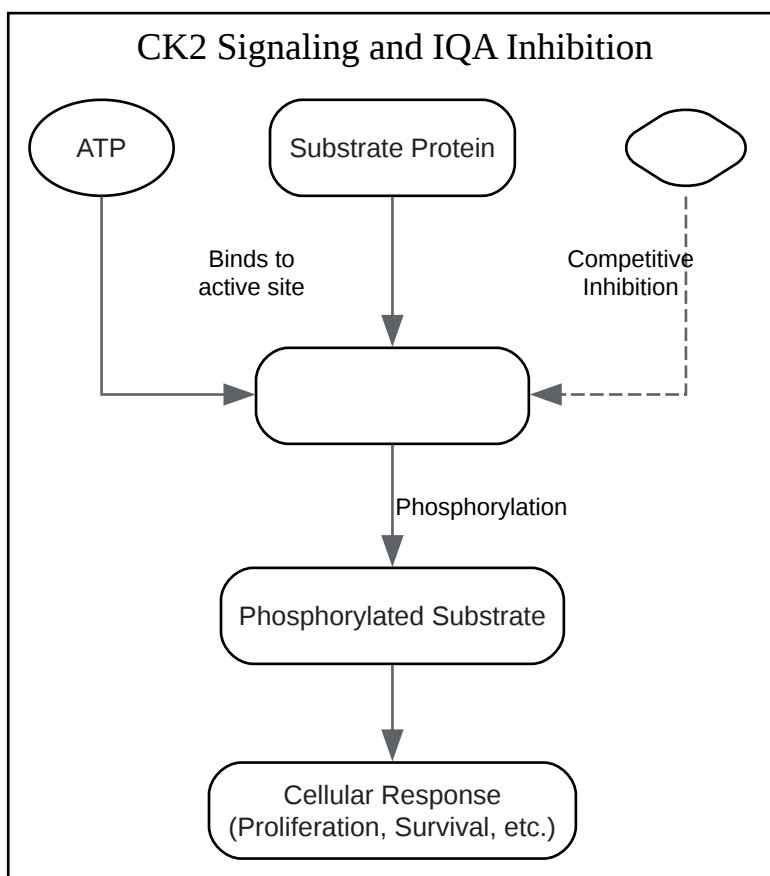 CK2 Signaling and IQA Inhibition
ATP
Substrate Protein
Binds to
active site
Competitive
Inhibition
Phosphorylation
Phosphorylated Substrate
Cellular Response
(Proliferation, Survival, etc.)